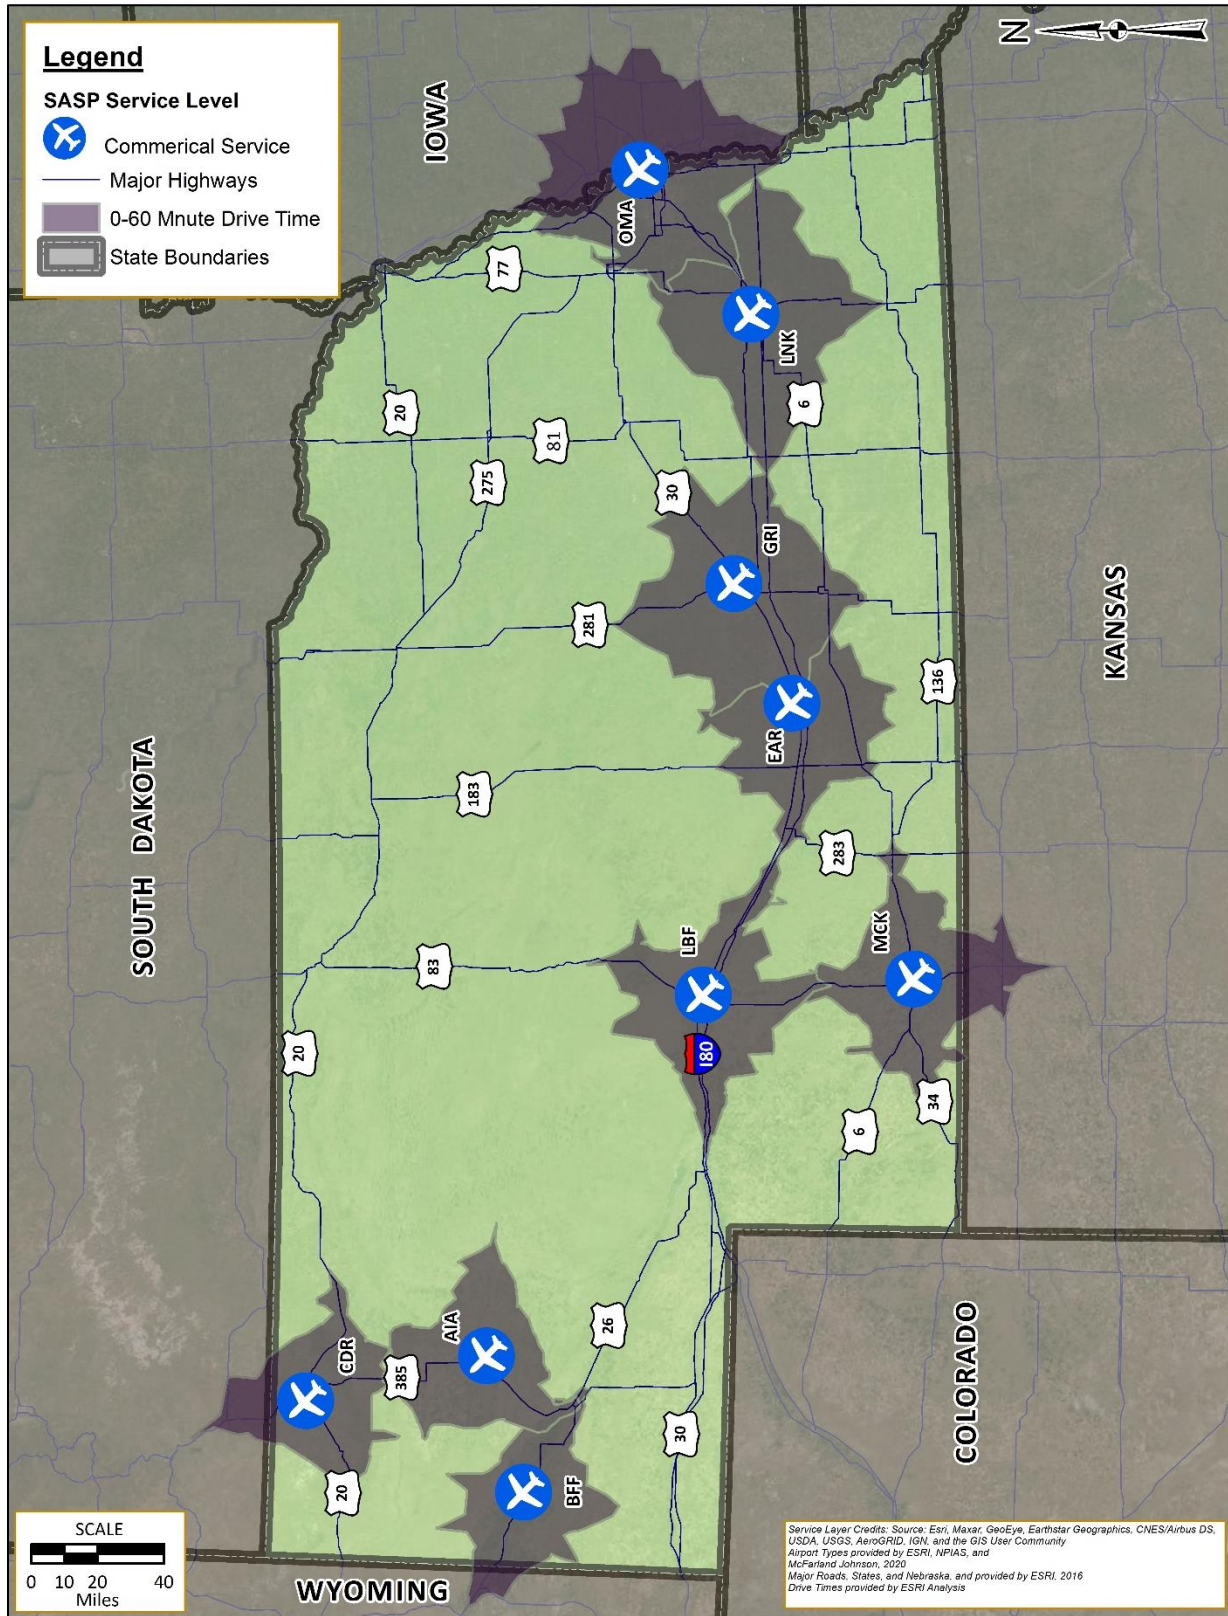 Legend
SASP Service Level
Commerical Service
Major Highways
0-60 Mnute Drive Time
State Boundaries
N
IOWA
OMA
77
LNK
20
6
81
275
30
GRI
281
KANSAS
EAR
136
SOUTH DAKOTA
183
283
LBF
MCK
83
20
180
34
6
AIA
26
CDR
385
COLORADO
30
BFF
20
WYOMING
SCALE
0 10 20 40
Miles
Service Layer Credits: Source: Esri, Maxar, GeoEye, Earthstar Geographics, CNES/Airbus DS,
USDA, USGS, AeroGRID, IGN, and the GIS User Community
Airport Types provided by ESRI, NPIAS, and
McFarland Johnson, 2020
Major Roads, States, and Nebraska, and provided by ESRI, 2016
Drive Times provided by ESRI Analysis